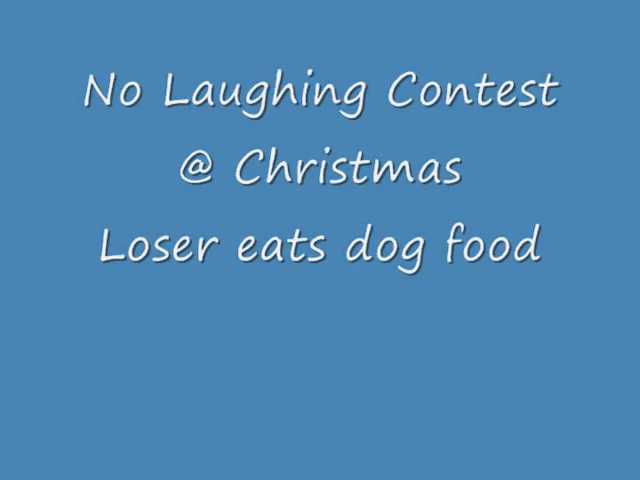 No Laughing Contest
@ Christmas
Loser eats dog food